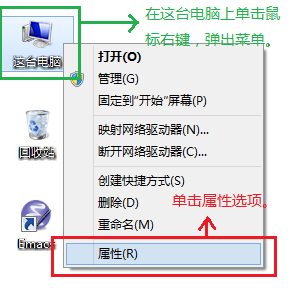 在这台电脑上单击鼠
标右键，弹出菜单。
这台电脑
打开(O)
管理(G)
固定到"开始"屏幕(P)
映射网络驱动器(N)...
断开网络驱动器(C)...
创建快捷方式(S)
删除(D)
重命名(M)
属性(R)
单击属性选项。
回收站
Emacs